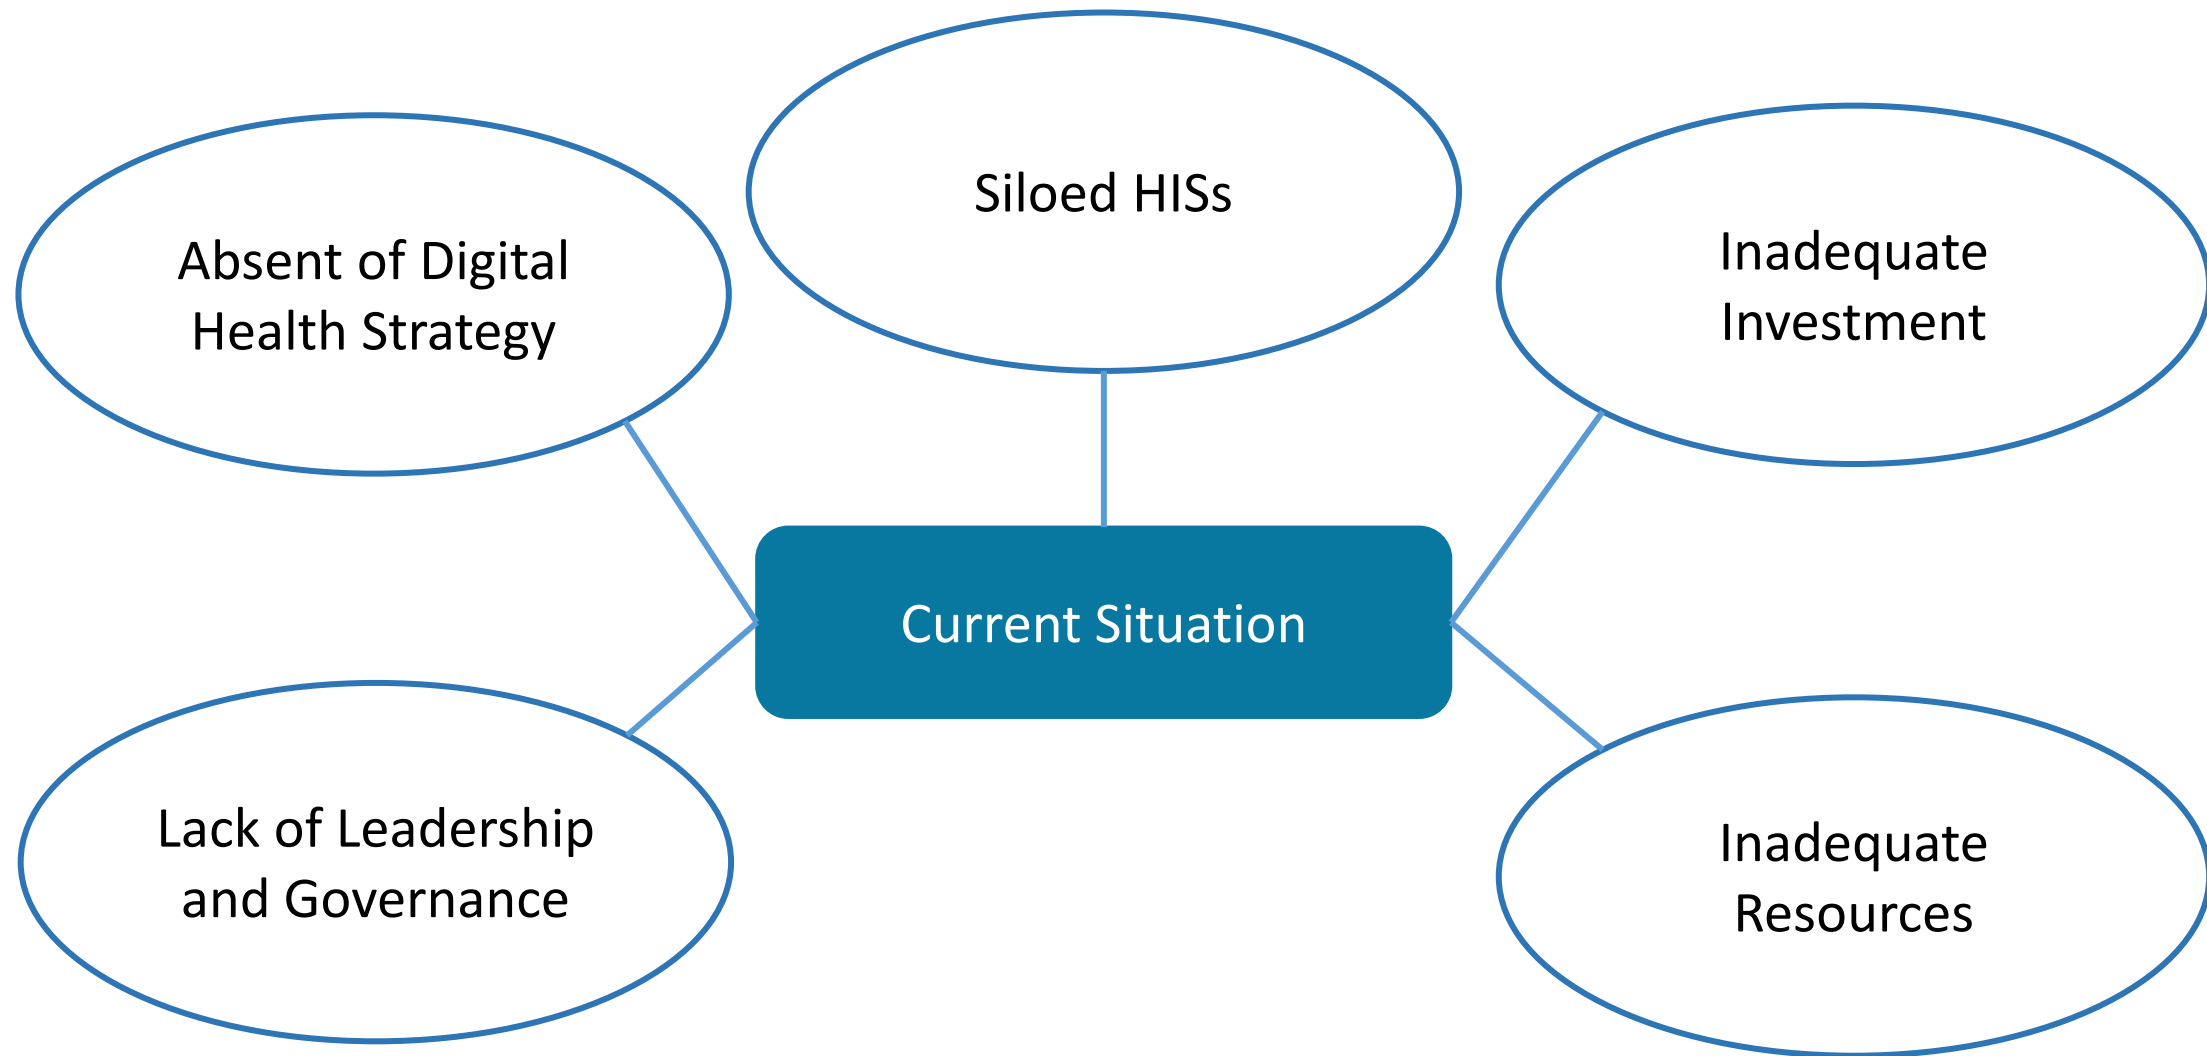 Siloed HISs
Absent of Digital
Health Strategy
Inadequate
Investment
Current Situation
Lack of Leadership
and Governance
Inadequate
Resources